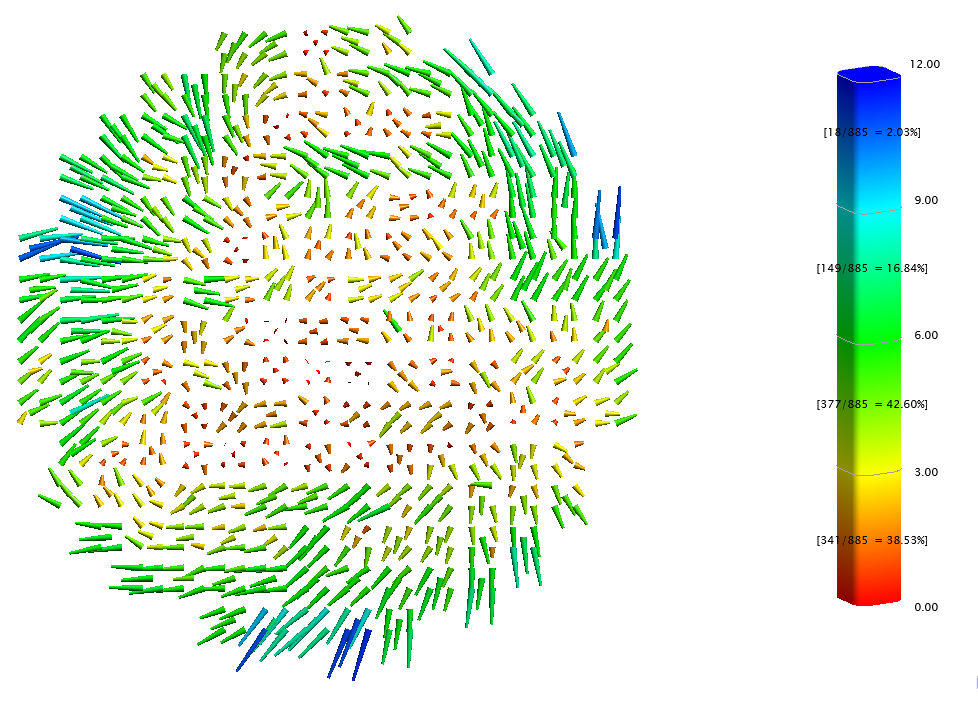 12.00
[18/885 = 2.03%]
9.00
[149/885 = 16.84%]
6.00
[377/885 = 42.60%]
3.00
[341/885 = 38.53%]
0.00